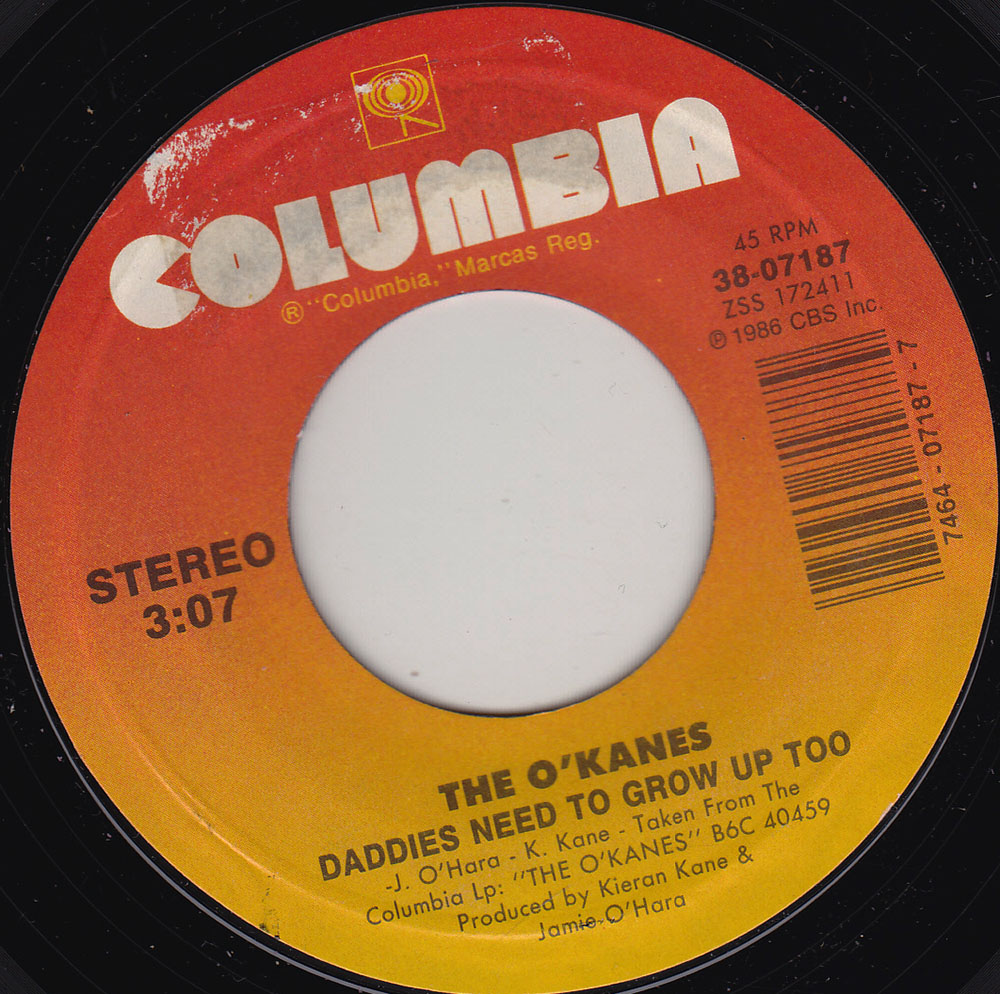 COLUMBIA
® "Columbia," Marcas Reg.
45 RPM
38-07187
ZSS 172411
℗ 1986 CBS Inc.
7464 - 07187 - 7
STEREO
3:07
THE O'KANES
DADDIES NEED TO GROW UP TOO
-J. O'Hara - K. Kane - Taken From The
Columbia Lp: "THE O'KANES" B6C 40459
Produced by Kieran Kane &
Jamie O'Hara